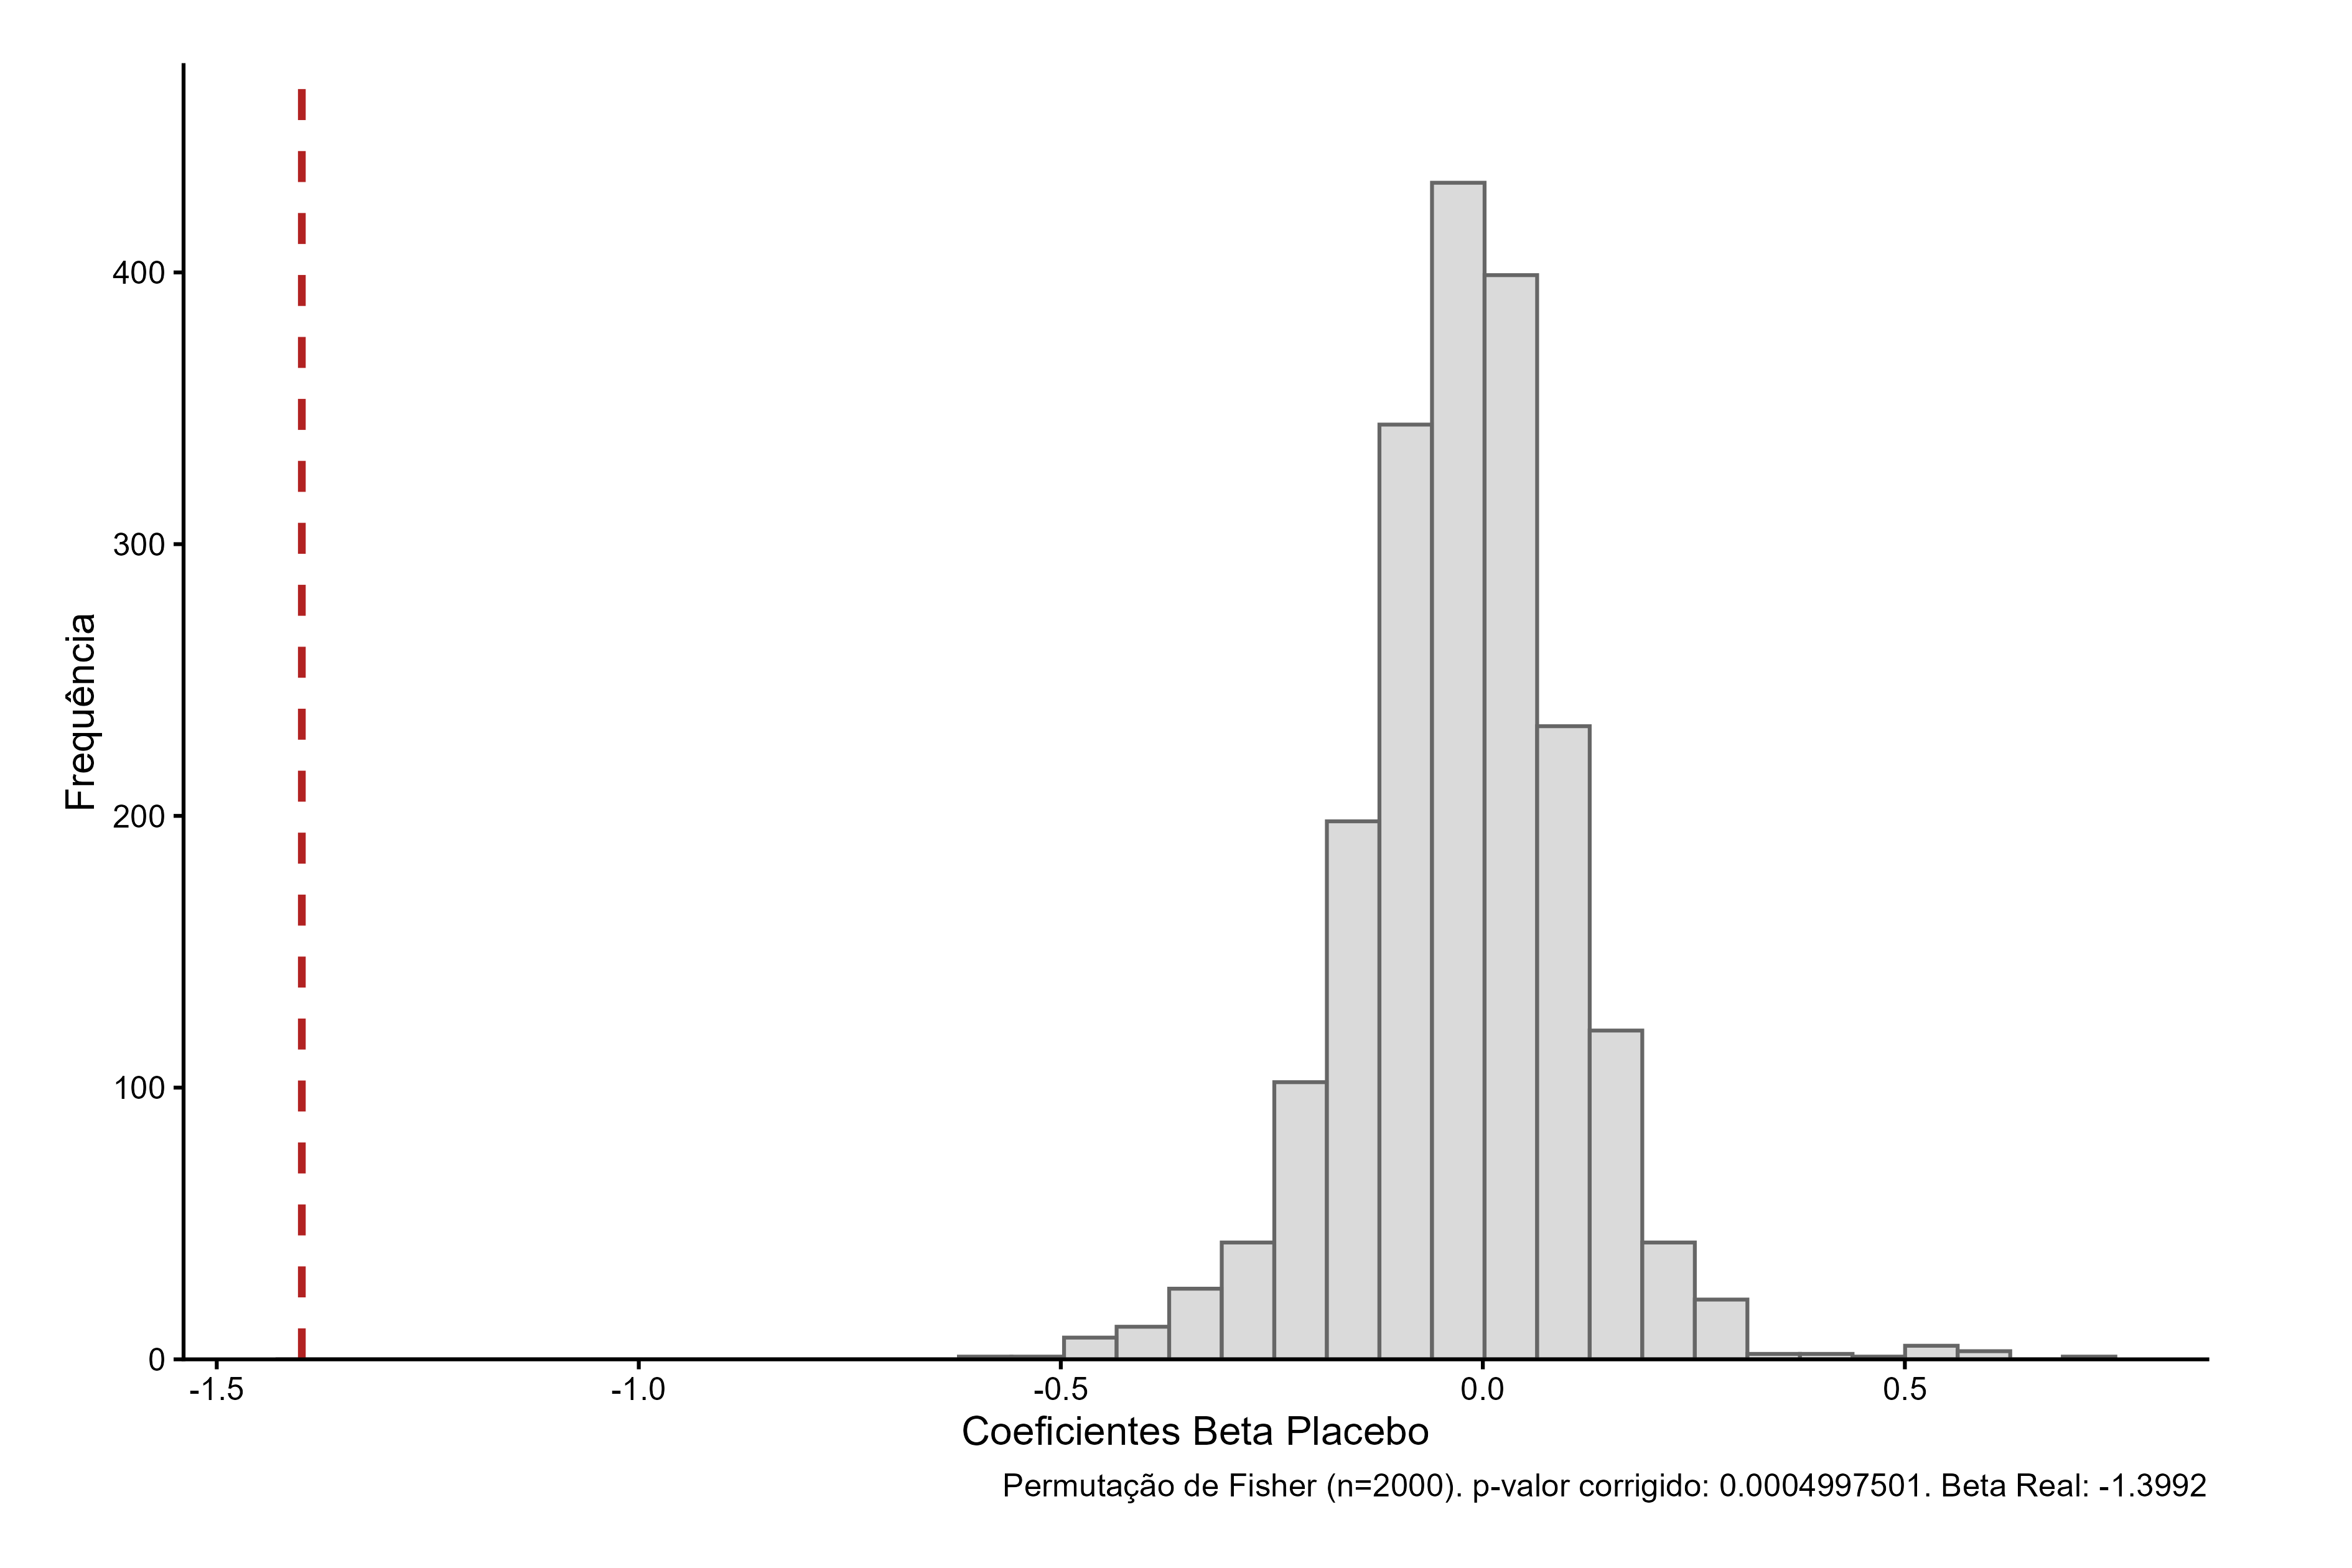 Frequência
400
300
200
100
0
-1.5 -1.0 -0.5 0.0 0.5
Coeficientes Beta Placebo
Permutação de Fisher (n=2000). p-valor corrigido: 0.0004997501. Beta Real: -1.3992